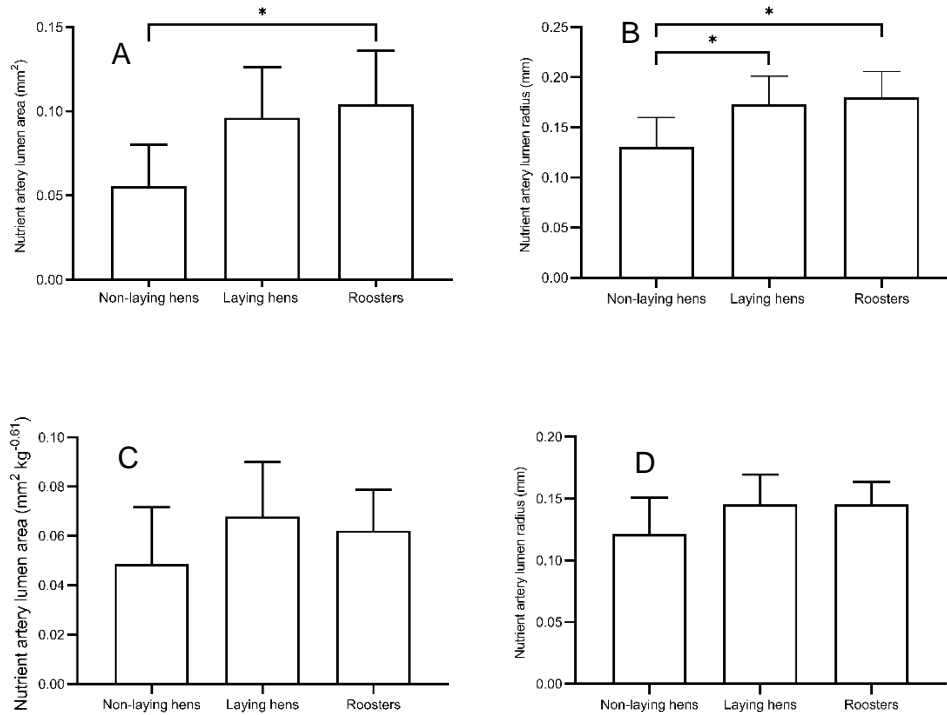 A
Nutrient artery lumen area (mm²)
0.15
0.10
0.05
0.00
*
Non-laying hens Laying hens Roosters
B
Nutrient artery lumen radius (mm)
0.25
0.20
0.15
0.10
0.05
0.00
*
*
Non-laying hens Laying hens Roosters
C
Nutrient artery lumen area (mm² kg⁻⁰·⁶¹)
0.10
0.08
0.06
0.04
0.02
0.00
Non-laying hens Laying hens Roosters
D
Nutrient artery lumen radius (mm)
0.20
0.15
0.10
0.05
0.00
Non-laying hens Laying hens Roosters